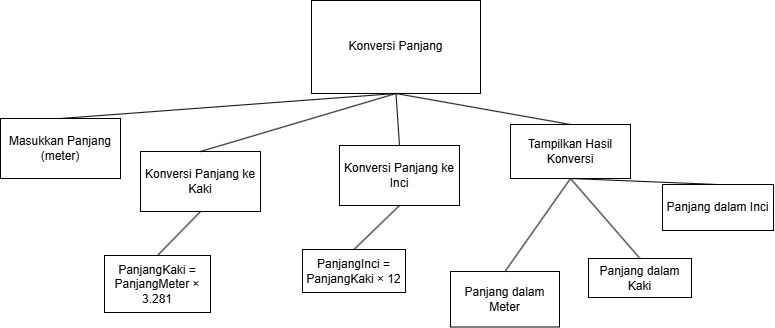 Konversi Panjang
Masukkan Panjang
(meter)
Konversi Panjang ke
Kaki
Konversi Panjang ke
Inci
Tampilkan Hasil
Konversi
PanjangKaki =
PanjangMeter ×
3.281
PanjangInci =
PanjangKaki × 12
Panjang dalam
Meter
Panjang dalam
Kaki
Panjang dalam Inci